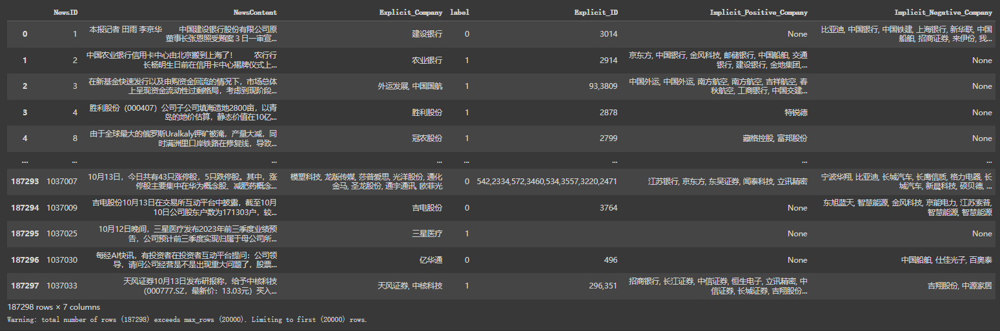 NewsID NewsContent Explicit_Company label Explicit_ID Implicit_Positive_Company Implicit_Negative_Company
0 1 本报记者 田雨 李京华 中国建设银行股份有限公司原 建设银行 0 3014 None 比亚迪, 中国银行, 中国铁建, 上海银行, 新华联, 中国
董事长张恩照受贿案３日一审宣... 船舶, 招商证券, 来伊份, 我...
1 2 中国农业银行信用卡中心由北京搬到上海了! 农行行 农业银行 1 2914 京东方, 中国银行, 金风科技, 邮储银行, 中国船舶, 交通 None
长杨明生日前在信用卡中心揭牌仪式上... 银行, 建设银行, 金地集团,...
2 3 在新基金快速发行以及申购资金回流的情况下，市场总体 外运发展, 中国国航 1 93,3809 中国外运, 中国外运, 南方航空, 南方航空, 吉祥航空, 春 None
上呈现资金流动性过剩格局，考虑到现阶段... 秋航空, 工商银行, 中国交建...
3 4 胜利股份（000407）公司子公司填海造地2800亩，以青 胜利股份 1 2878 特锐德 None
岛的地价估算，静态价值在10亿...
4 8 由于全球最大的俄罗斯Uralkaly钾矿被淹，产量大减，同 冠农股份 1 2799 藏格控股, 富邦股份 None
时满洲里口岸铁路在修复线，导致...
... ... ... ... ... ... ... ...
187293 1037007 10月13日，今日共有43只涨停股，5只跌停股。其中，涨 模塑科技, 龙版传媒, 莎普爱思, 光洋股份, 通化 0 542,2334,572,3460,534,3557,3220,2471 江苏银行, 京东方, 东吴证券, 闻泰科技, 立讯精密 宁波华翔, 比亚迪, 长城汽车, 长鹰信质, 格力电器, 长
停股主要集中在华为概念股、减肥药概念... 金马, 圣龙股份, 通宇通讯, 欧菲光 城汽车, 新晨科技, 硕贝德, ...
187294 1037009 吉电股份10月13日在交易所互动平台中披露，截至10月 吉电股份 0 3764 None 东旭蓝天, 智慧能源, 金风科技, 京能电力, 江苏索普,
10日公司股东户数为171303户，较... 智慧能源, 智慧能源
187295 1037025 10月12日晚间，三星医疗发布2023年前三季度业绩预 三星医疗 1 None None
告，公司预计前三季度实现归属于母公司所...
187296 1037030 每经AI快讯，有投资者在投资者互动平台提问：公司领 亿华通 0 496 None 中国船舶, 仕佳光子, 百奥泰
导，请问公司经营是不是出现重大问题了，股票...
187297 1037033 天风证券10月13日发布研报称，给予中核科技 天风证券, 中核科技 1 296,351 招商银行, 长江证券, 中信证券, 恒生电子, 立讯精密, 中 吉翔股份, 中源家居
(000777.SZ，最新价：13.03元）买入... 信证券, 长城证券, 吉翔股份...
187298 rows × 7 columns
Warning: total number of rows (187298) exceeds max_rows (20000). Limiting to first (20000) rows.